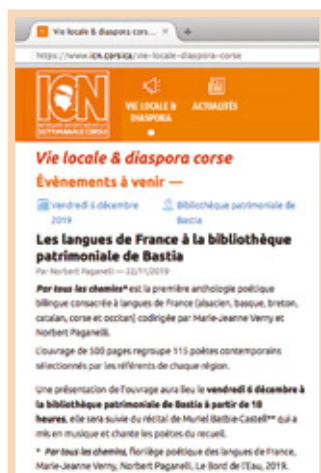 Vie locale & diaspora cors... × +
https://www.icn.corsica/vie-locale-diaspora-corse
ICN
VIE LOCALE & DIASPORA
ACTUALITÉS
Vie locale & diaspora corse
Évènements à venir —
Vendredi 6 décembre 2019
Bibliothèque patrimoniale de Bastia
Les langues de France à la bibliothèque
patrimoniale de Bastia
Par Norbert Paganelli — 22/11/2019
Par tous les chemins* est la première anthologie poétique
bilingue consacrée à langues de France (alsacien, basque, breton,
catalan, corse et occitan) codirigée par Marie-Jeanne Verny et
Norbert Paganelli.
L'ouvrage de 500 pages regroupe 115 poètes contemporains
sélectionnés par les référents de chaque région.
Une présentation de l'ouvrage aura lieu le vendredi 6 décembre à
la bibliothèque patrimoniale de Bastia à partir de 18
heures, elle sera suivie du récital de Muriel Batbie-Castell** qui a
mis en musique et chante les poètes du recueil.
* Par tous les chemins, florilège poétique des langues de France,
Marie-Jeanne Verny, Norbert Paganelli, Le Bord de l'Eau, 2019.